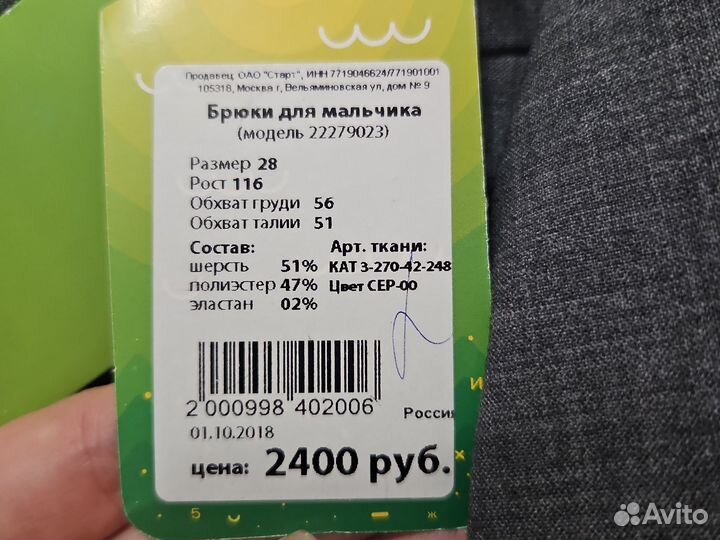 Продавец: ОАО "Старт", ИНН 7719046624/771901001
105318, Москва г, Вельяминовская ул, дом № 9
Брюки для мальчика
(модель 22279023)
Размер 28
Рост 116
Обхват груди 56
Обхват талии 51
Состав: Арт. ткани:
шерсть 51% КАТ 3-270-42-248
полиэстер 47% Цвет СЕР-00
эластан 02%
2 000998 402006
Россия
01.10.2018
цена: 2400 руб.
И
5 ж
Avito